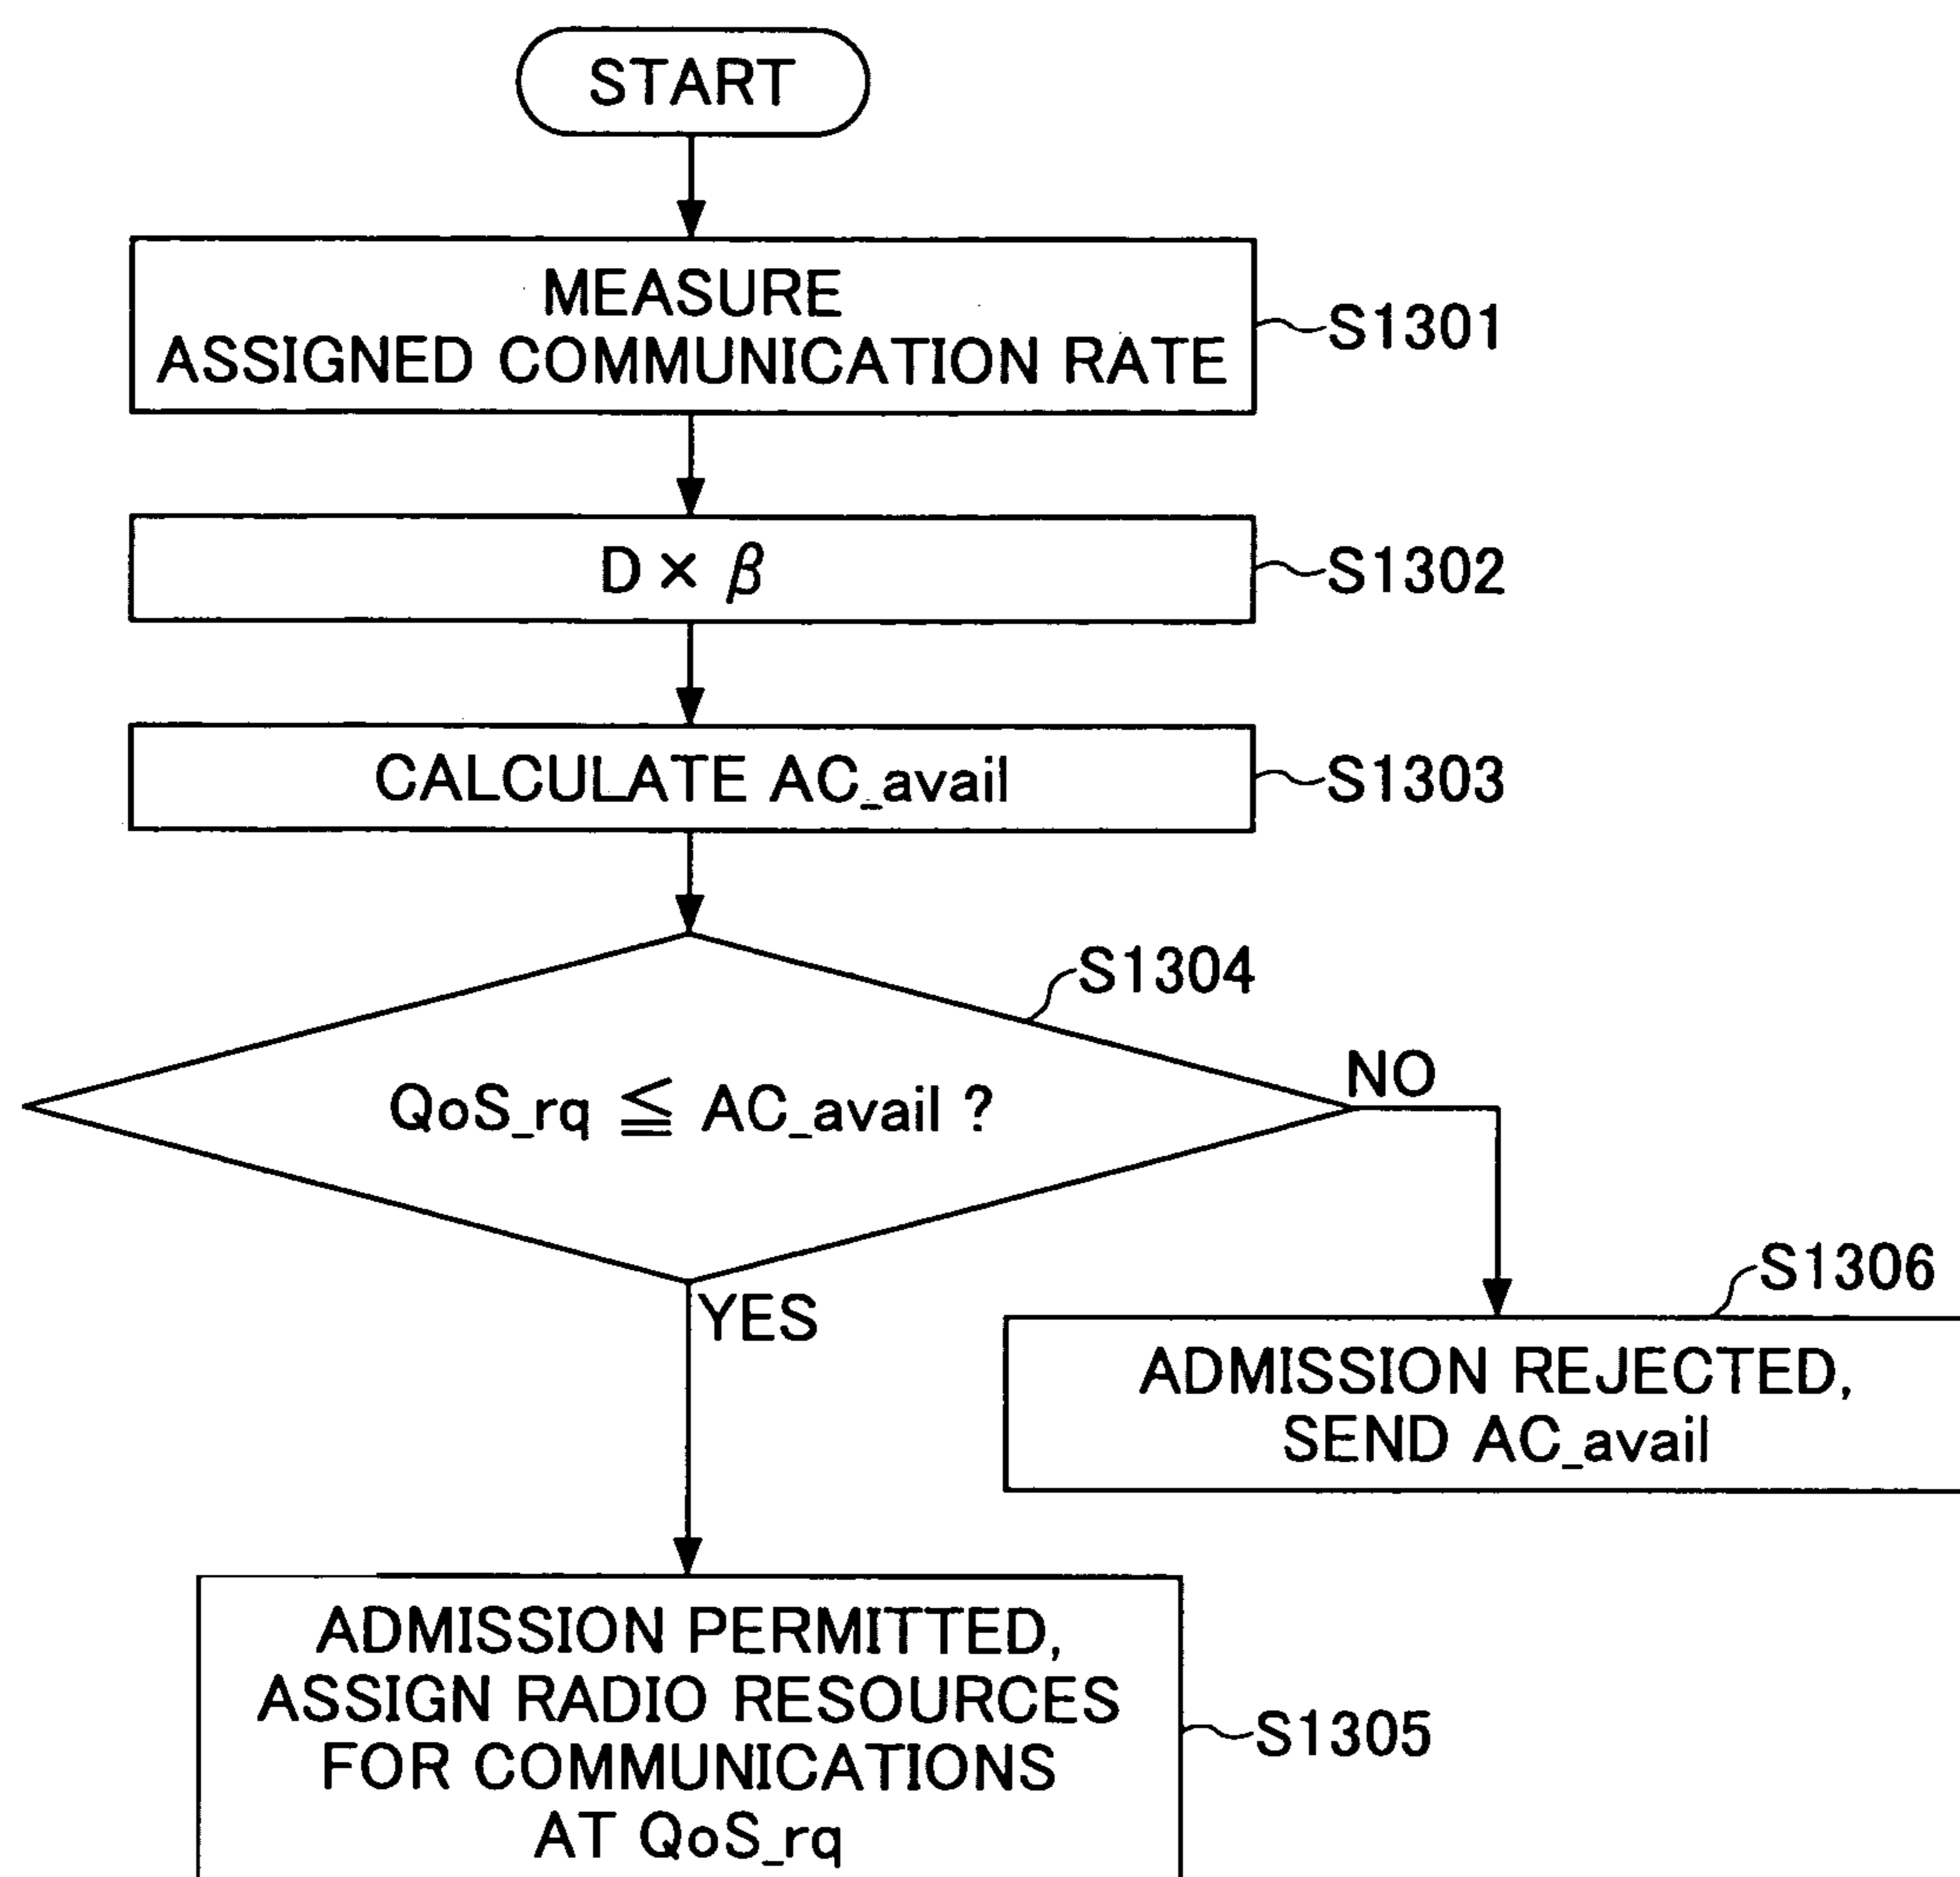 START
MEASURE
ASSIGNED COMMUNICATION RATE
S1301
D × β
S1302
CALCULATE AC_avail
S1303
S1304
QoS_rq ≦ AC_avail ?
NO
YES
S1306
ADMISSION REJECTED,
SEND AC_avail
ADMISSION PERMITTED,
ASSIGN RADIO RESOURCES
FOR COMMUNICATIONS
AT QoS_rq
S1305